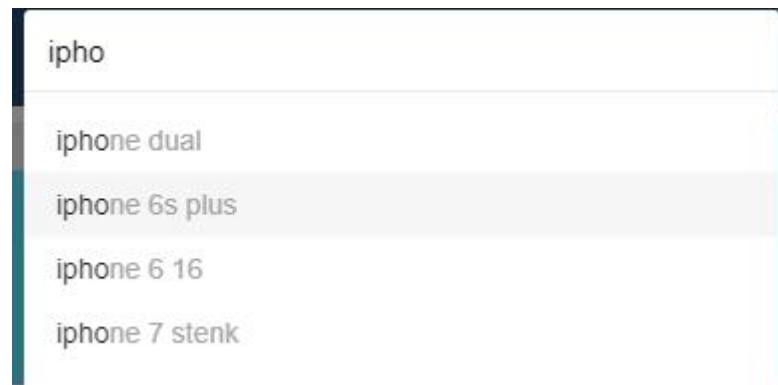 ipho
iphone dual
iphone 6s plus
iphone 6 16
iphone 7 stenk